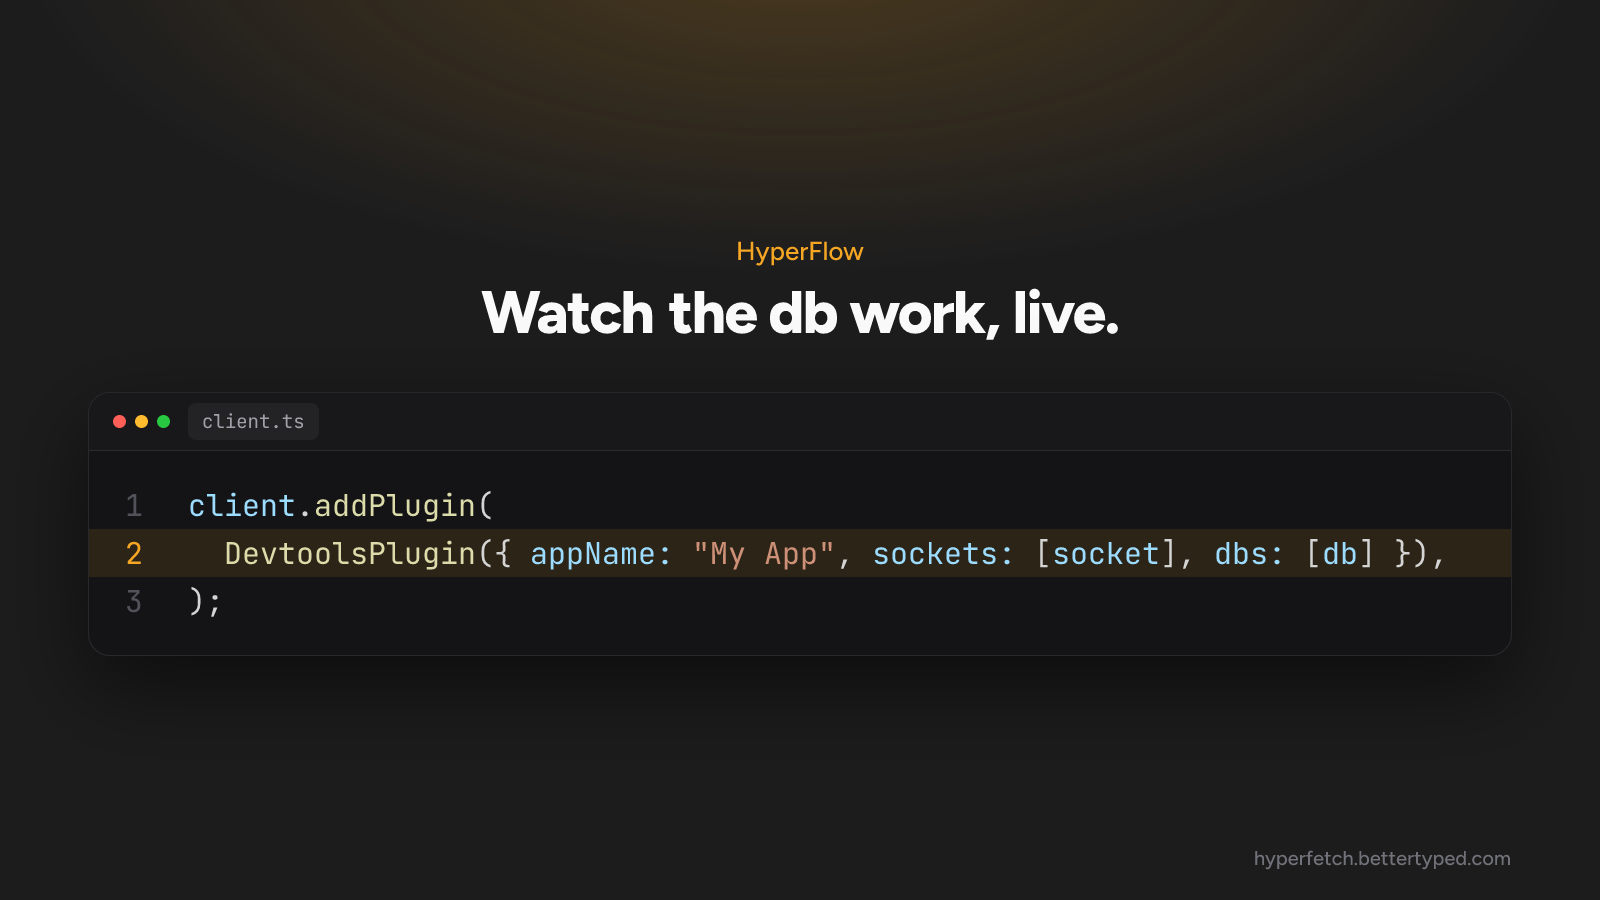 HyperFlow
Watch the db work, live.
client.ts
1 client.addPlugin(
2   DevtoolsPlugin({ appName: "My App", sockets: [socket], dbs: [db] }),
3 );
hyperfetch.bettertyped.com